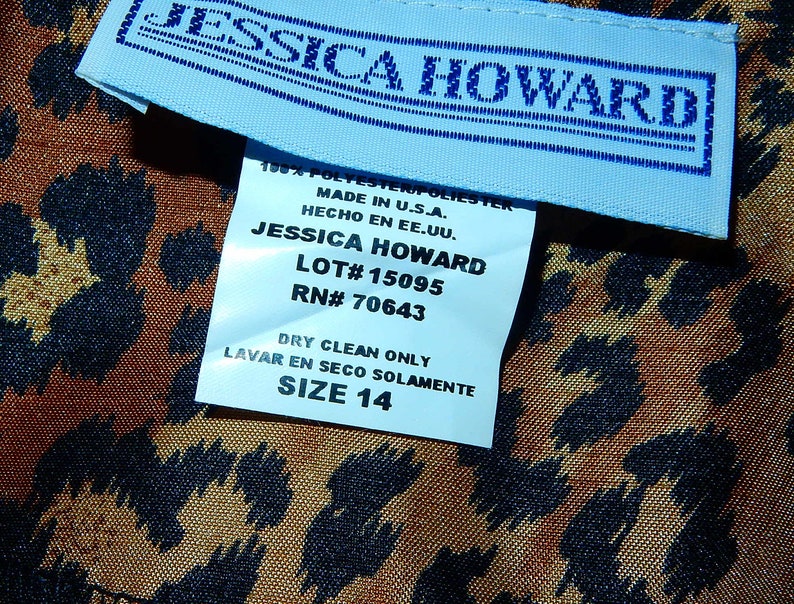 JESSICA HOWARD
100% POLYESTER/POLIESTER
MADE IN U.S.A.
HECHO EN EE.UU.
JESSICA HOWARD
LOT# 15095
RN# 70643
DRY CLEAN ONLY
LAVAR EN SECO SOLAMENTE
SIZE 14